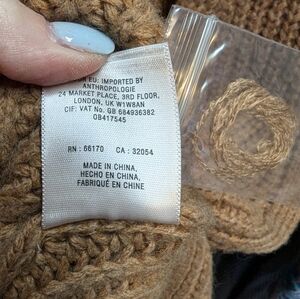 EU: IMPORTED BY
ANTHROPOLOGIE
24 MARKET PLACE, 3RD FLOOR,
LONDON, UK W1W8AN
CIF: VAT No. GB 684936382
0B417545
RN : 66170 CA : 32054
MADE IN CHINA,
HECHO EN CHINA,
FABRIQUÉ EN CHINE